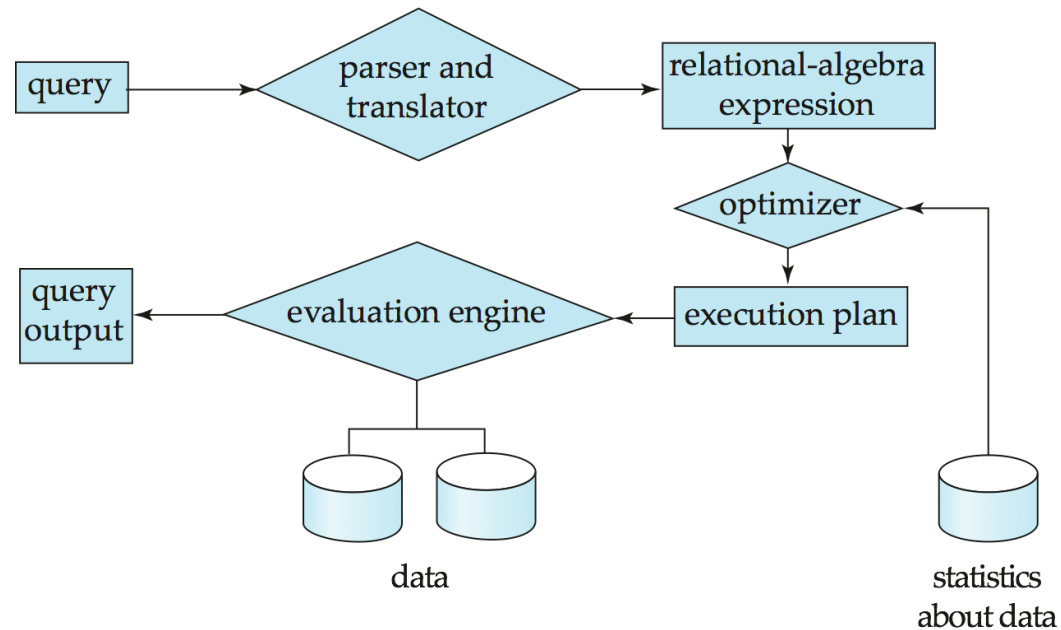 query
parser and
translator
relational-algebra
expression
optimizer
query
output
evaluation engine
execution plan
data
statistics
about data